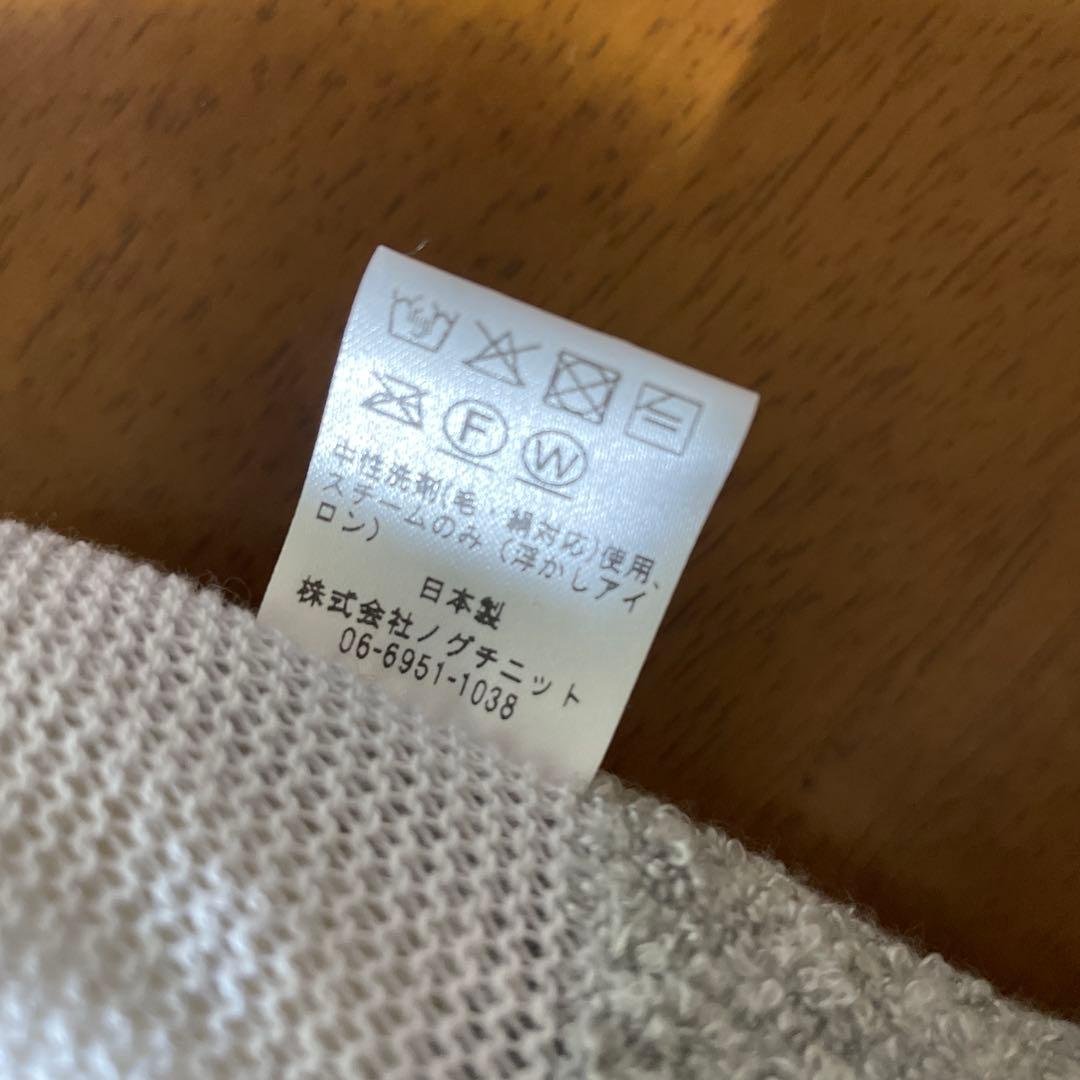 F W
中性洗剤(毛、絹対応)使用、
スチームのみ（浮かしアイ
ロン）
日本製
株式会社ノグチニット
06-6951-1038